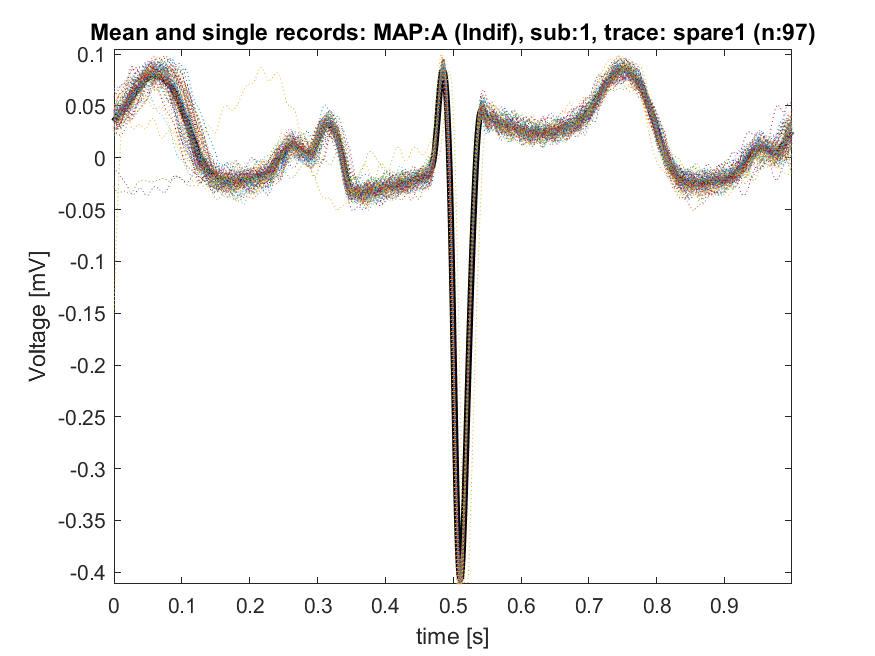 Mean and single records: MAP:A (Indif), sub:1, trace: spare1 (n:97)
0.1
0.05
0
-0.05
-0.1
-0.15
-0.2
-0.25
-0.3
-0.35
-0.4
Voltage [mV]
0 0.1 0.2 0.3 0.4 0.5 0.6 0.7 0.8 0.9
time [s]